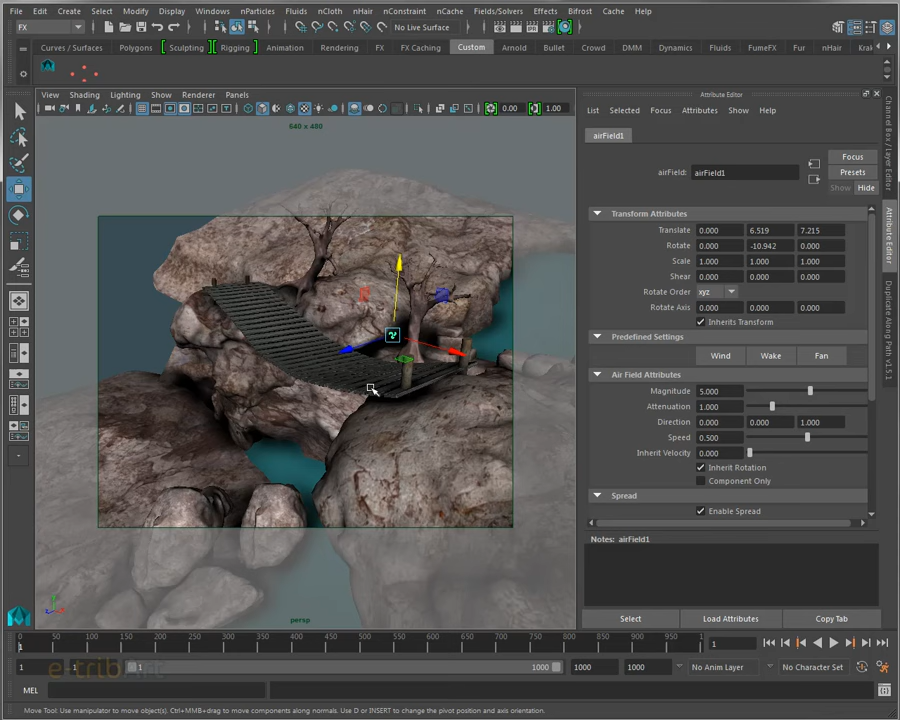 File Edit Create Select Modify Display Windows nParticles Fluids nCloth nHair nConstraint nCache Fields/Solvers Effects Bifrost Cache Help
FX No Live Surface
Curves / Surfaces Polygons Sculpting Rigging Animation Rendering FX FX Caching Custom Arnold Bullet Crowd DMM Dynamics Fluids FumeFX Fur nHair
View Shading Lighting Show Renderer Panels
0.00 1.00
640 x 480
persp
Attribute Editor
List Selected Focus Attributes Show Help
airField1
airField: airField1
Focus
Presets
Show Hide
Transform Attributes
Translate 0.000 6.519 7.215
Rotate 0.000 -10.942 0.000
Scale 1.000 1.000 1.000
Shear 0.000 0.000 0.000
Rotate Order xyz
Rotate Axis 0.000 0.000 0.000
Inherits Transform
Predefined Settings
Wind Wake Fan
Air Field Attributes
Magnitude 5.000
Attenuation 1.000
Direction 0.000 0.000 1.000
Speed 0.500
Inherit Velocity 0.000
Inherit Rotation
Component Only
Spread
Enable Spread
Notes: airField1
Select Load Attributes Copy Tab
Channel Box / Layer Editor
Attribute Editor
Duplicate Along Path v1.5.1
0 50 100 150 200 250 300 350 400 450 500 550 600 650 700 750 800 850 900 950 1
1
1
1 1 1 1000 1000 1000 No Anim Layer No Character Set
e-tribArt
MEL
Move Tool: Use manipulator to move object(s). Ctrl+MMB+drag to move components along normals. Use D or INSERT to change the pivot position and axis orientation.